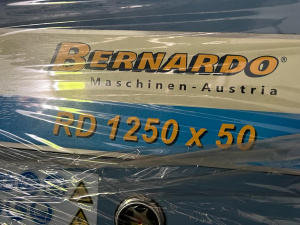 BERNARDO®
Maschinen-Austria
RD 1250 x 50